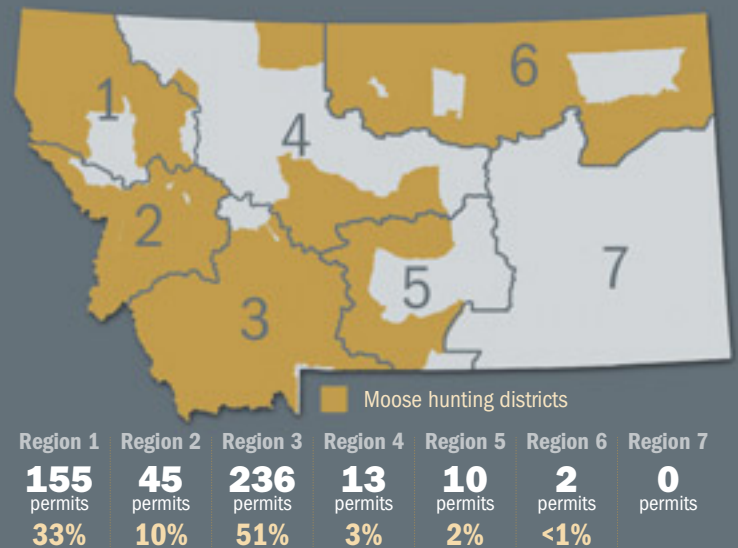 1
6
4
2
7
5
3
Moose hunting districts
Region 1 Region 2 Region 3 Region 4 Region 5 Region 6 Region 7
155 45 236 13 10 2 0
permits permits permits permits permits permits permits
33% 10% 51% 3% 2% <1%